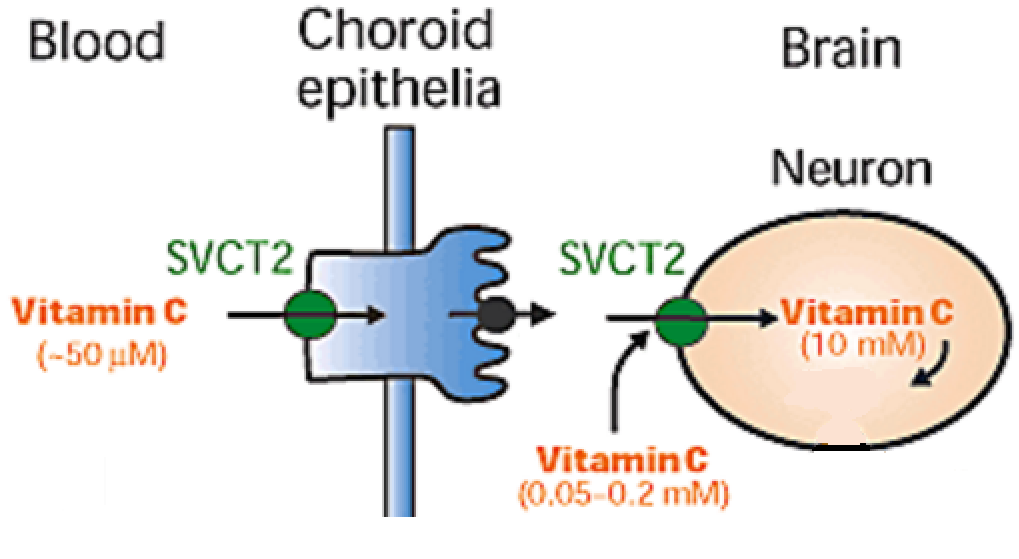 Blood
Choroid
epithelia
Brain
Neuron
SVCT2
SVCT2
Vitamin C
(~50 µM)
Vitamin C
(10 mM)
Vitamin C
(0.05-0.2 mM)